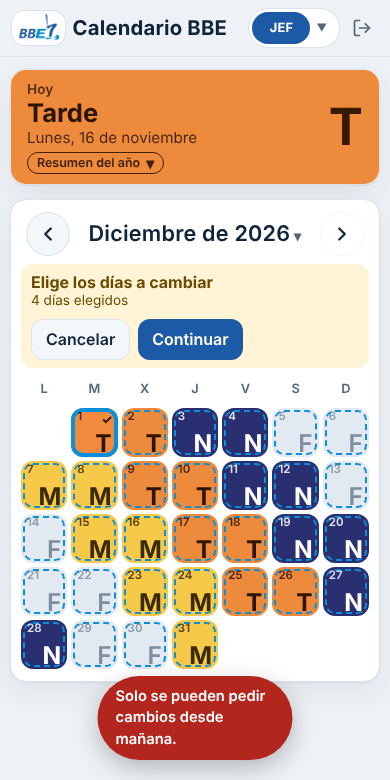 BBE Calendario BBE JEF ▼
Hoy
Tarde
T
Lunes, 16 de noviembre
Resumen del año ▼
Diciembre de 2026 ▾
Elige los días a cambiar
4 días elegidos
Cancelar Continuar
L M X J V S D
1 ✓ T 2 T 3 N 4 N 5 F 6 F
7 M 8 M 9 T 10 T 11 N 12 N 13 F
14 F 15 M 16 M 17 T 18 T 19 N 20 N
21 F 22 F 23 M 24 M 25 T 26 T 27 N
28 N 29 F 30 F 31 M
Solo se pueden pedir
cambios desde
mañana.